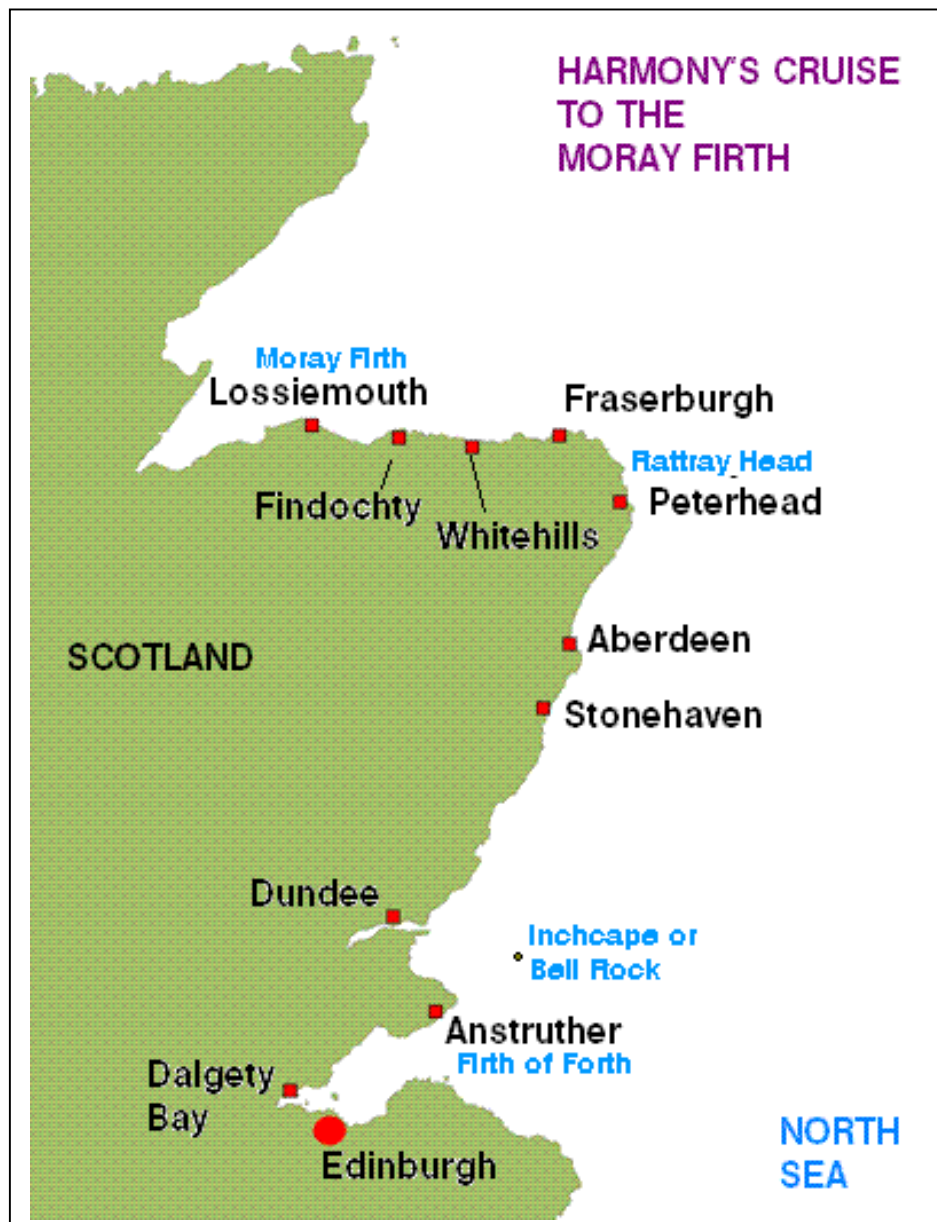 HARMONY'S CRUISE
TO THE
MORAY FIRTH
Moray Firth
Lossiemouth
Fraserburgh
Rattray Head
Findochty
Peterhead
Whitehills
Aberdeen
SCOTLAND
Stonehaven
Dundee
Inchcape or
Bell Rock
Anstruther
Firth of Forth
Dalgety
Bay
NORTH
SEA
Edinburgh